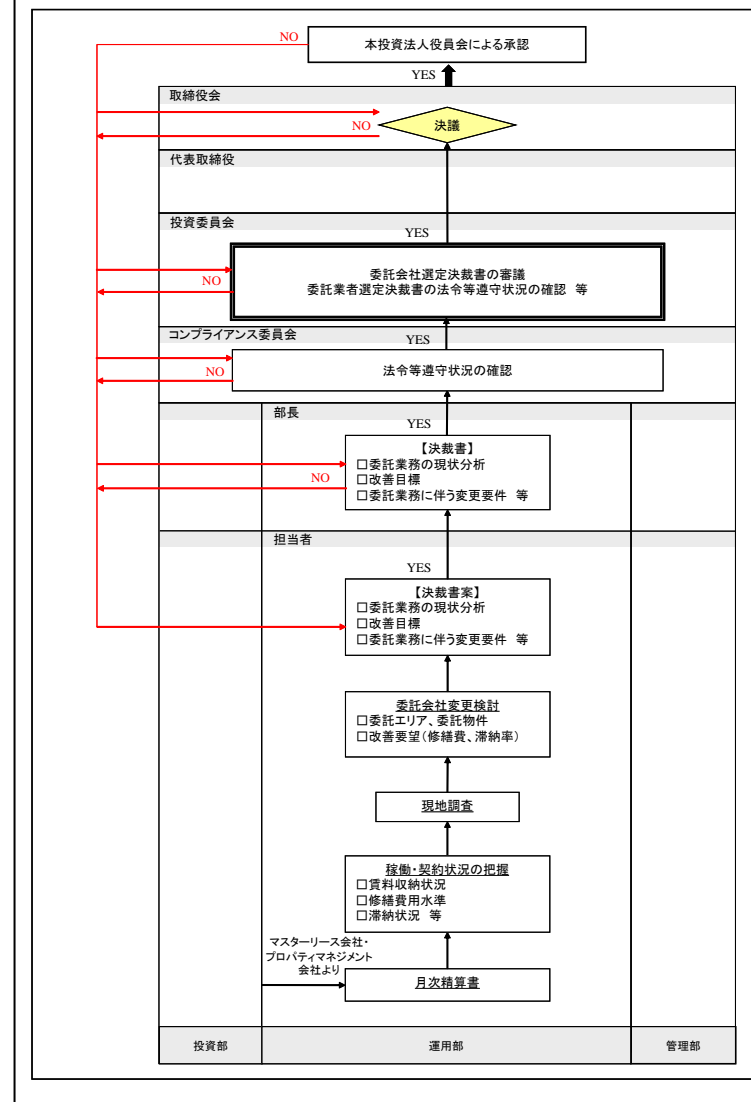 NO
本投資法人役員会による承認
YES
取締役会
NO
決議
代表取締役
投資委員会
YES
委託会社選定決裁書の審議
委託業者選定決裁書の法令等遵守状況の確認 等
NO
コンプライアンス委員会
YES
法令等遵守状況の確認
NO
部長
YES
【決裁書】
□委託業務の現状分析
□改善目標
□委託業務に伴う変更要件 等
NO
担当者
YES
【決裁書案】
□委託業務の現状分析
□改善目標
□委託業務に伴う変更要件 等
委託会社変更検討
□委託エリア、委託物件
□改善要望(修繕費、滞納率)
現地調査
稼働・契約状況の把握
□賃料収納状況
□修繕費用水準
□滞納状況 等
マスターリース会社・
プロパティマネジメント
会社より
月次精算書
投資部
運用部
管理部